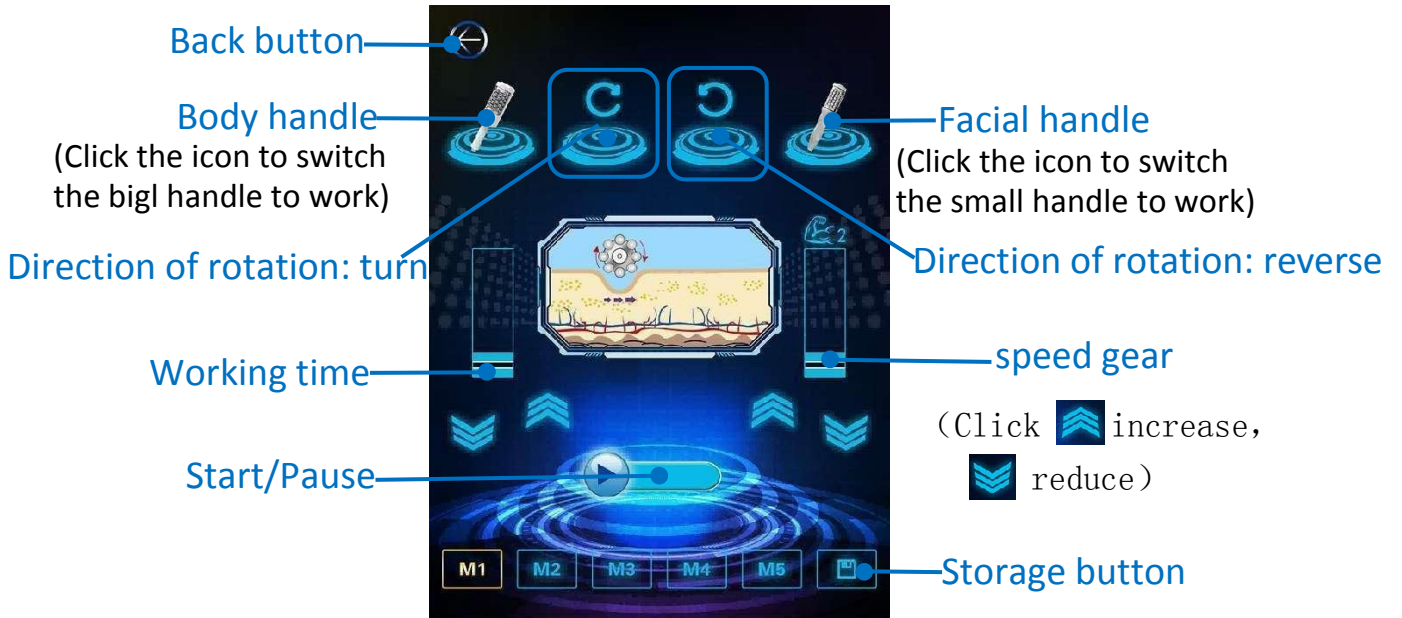 Back button
Body handle
(Click the icon to switch
the bigl handle to work)
Facial handle
(Click the icon to switch
the small handle to work)
2
Direction of rotation: turn
Direction of rotation: reverse
Working time
speed gear
(Click increase,
reduce)
Start/Pause
M1 M2 M3 M4 M5
Storage button